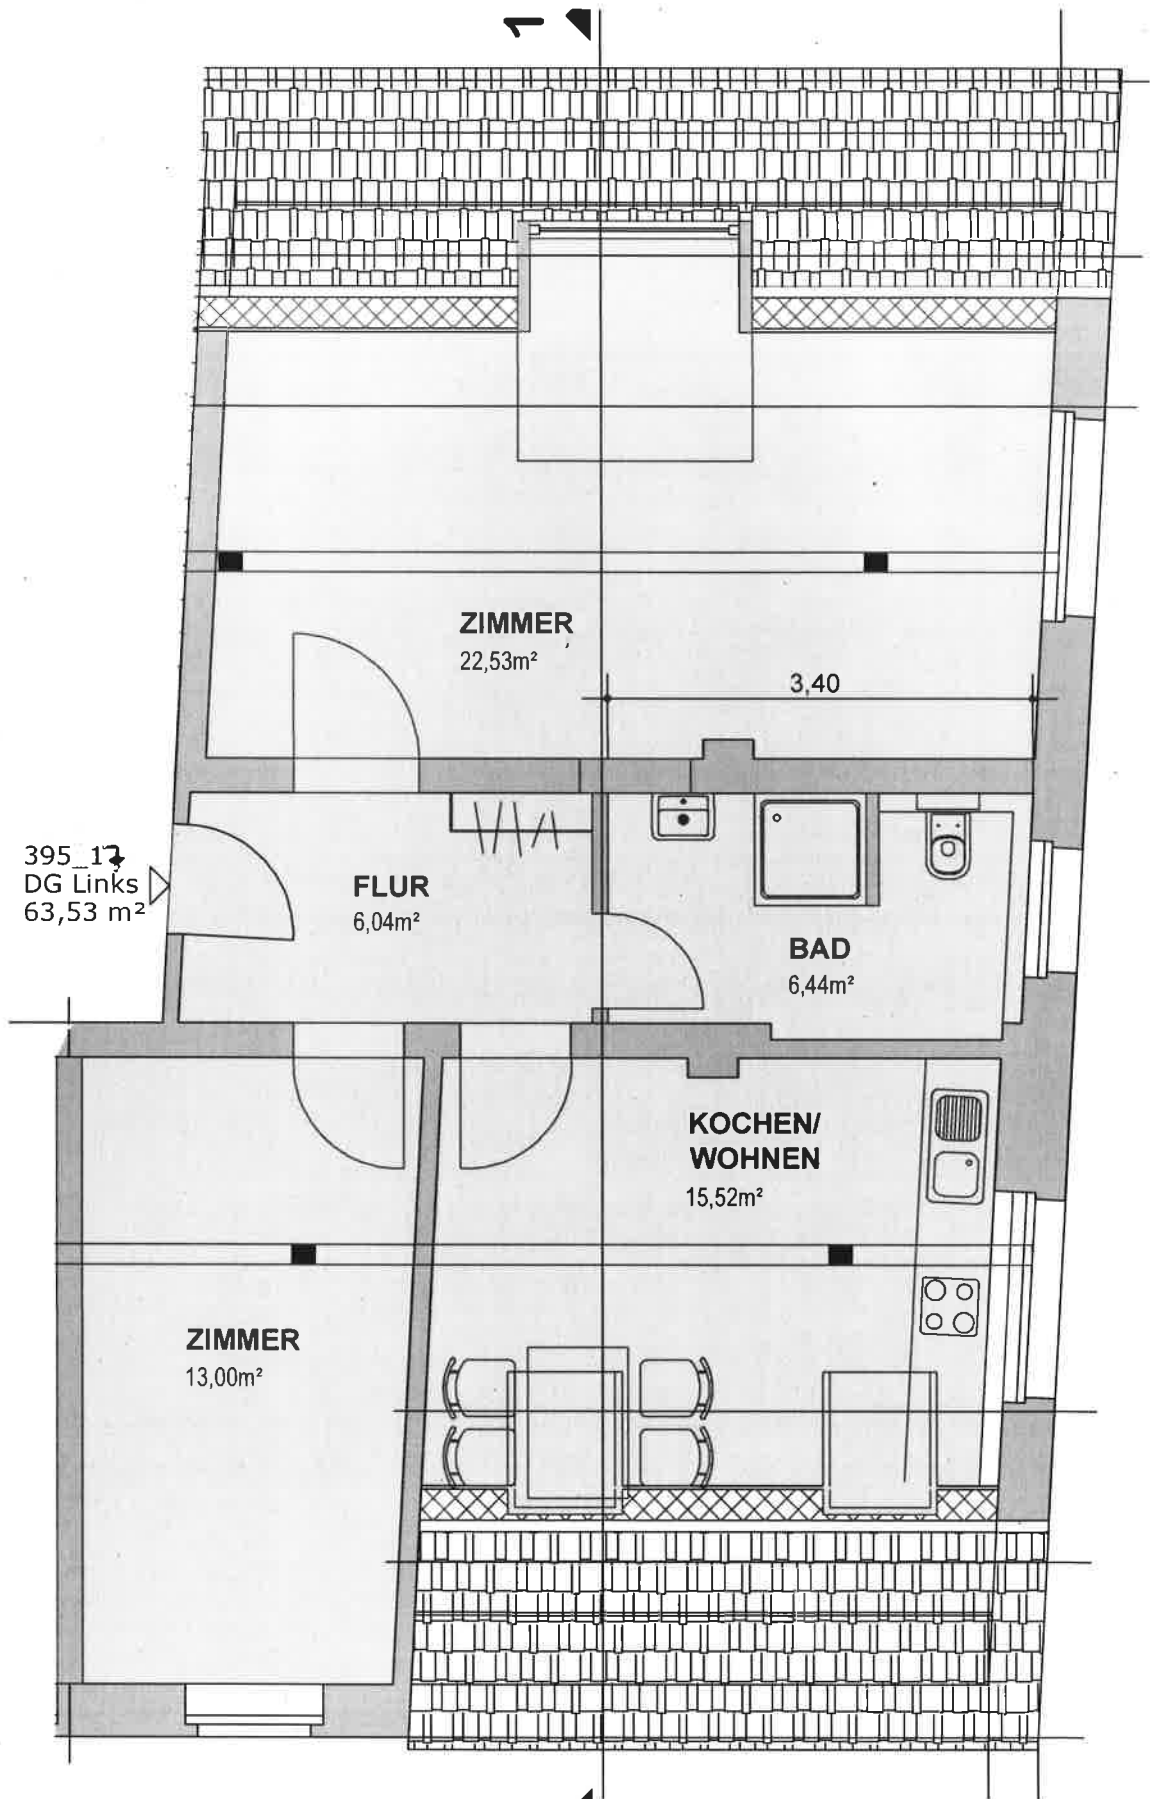 1
ZIMMER
22,53m²
3,40
395_17
DG Links
63,53 m²
FLUR
6,04m²
BAD
6,44m²
KOCHEN/
WOHNEN
15,52m²
ZIMMER
13,00m²